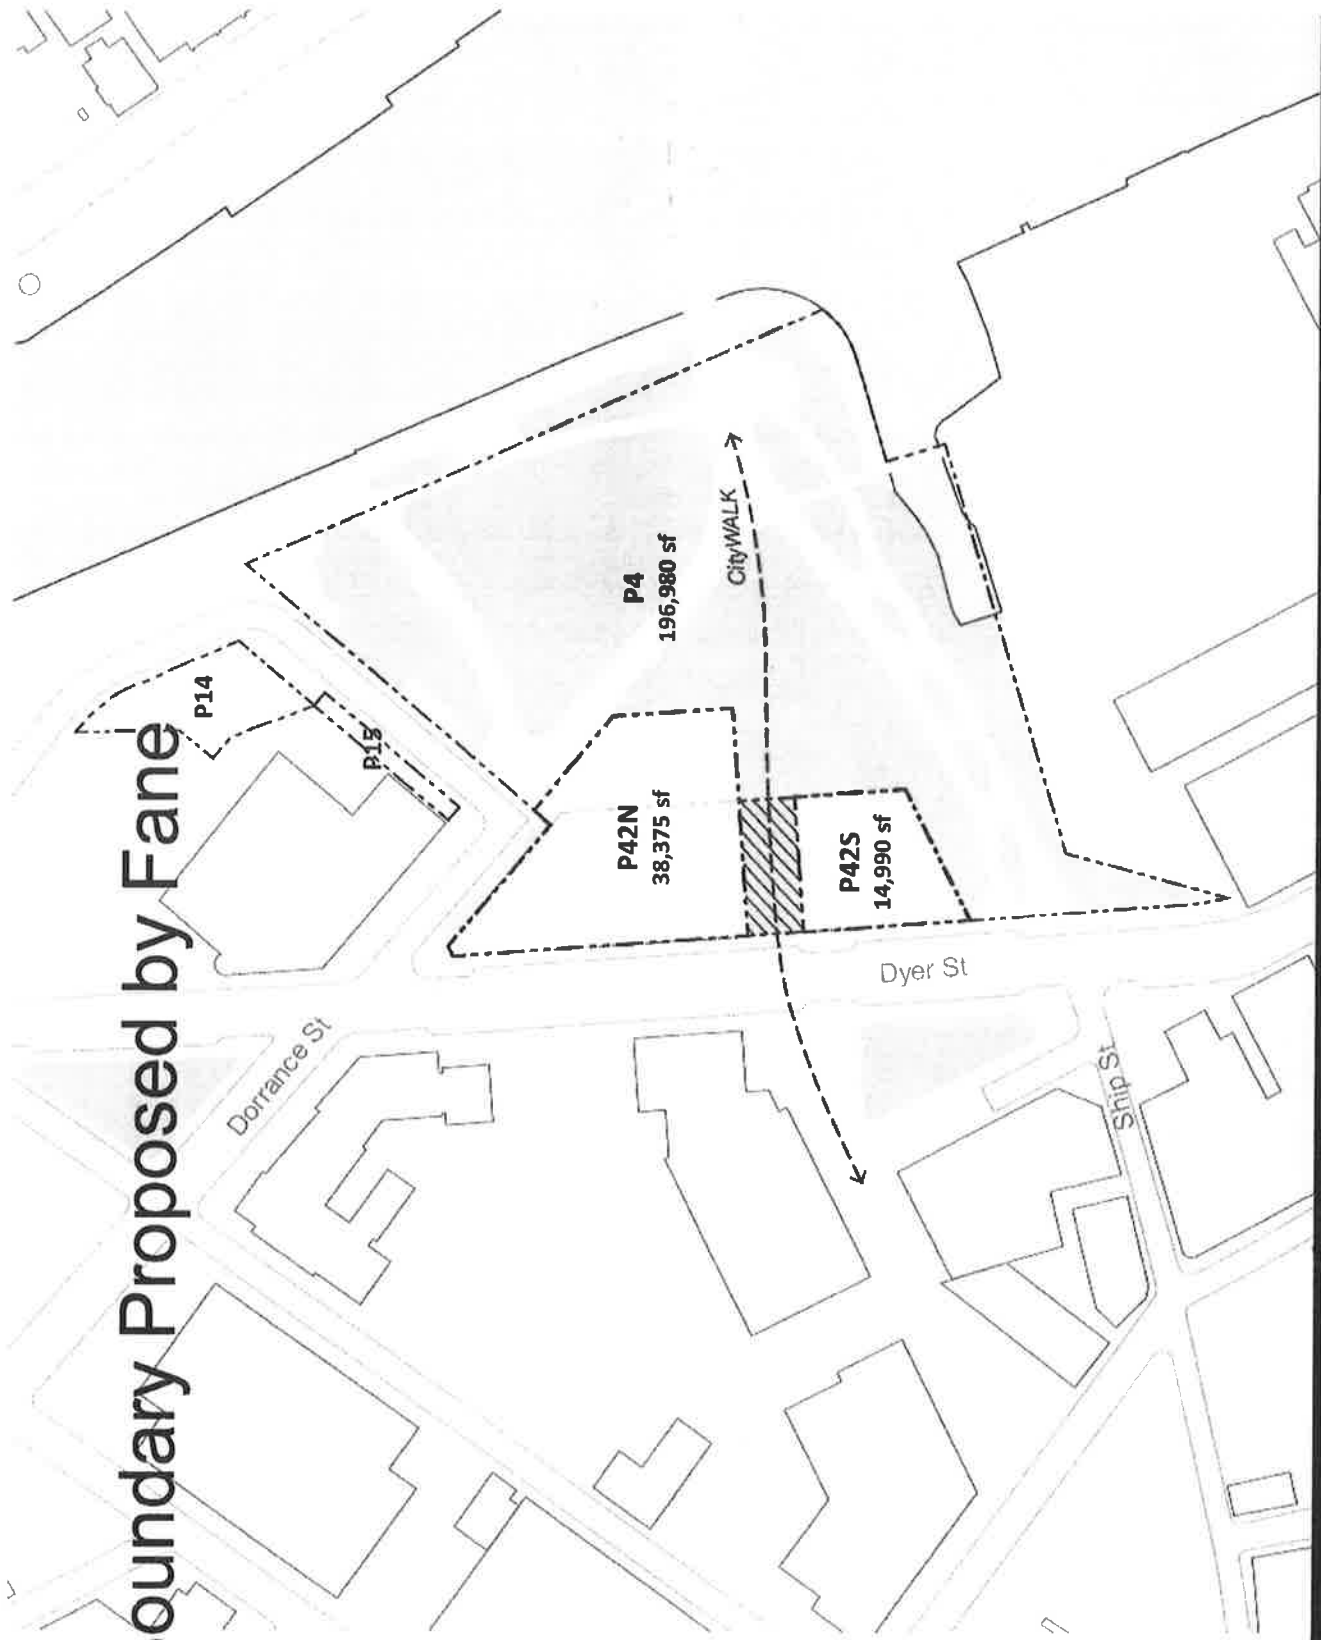 oundary Proposed by Fane
P14
P15
P4
196,980 sf
CityWALK
P42N
38,375 sf
P42S
14,990 sf
Dyer St
Dorrance St
Ship St